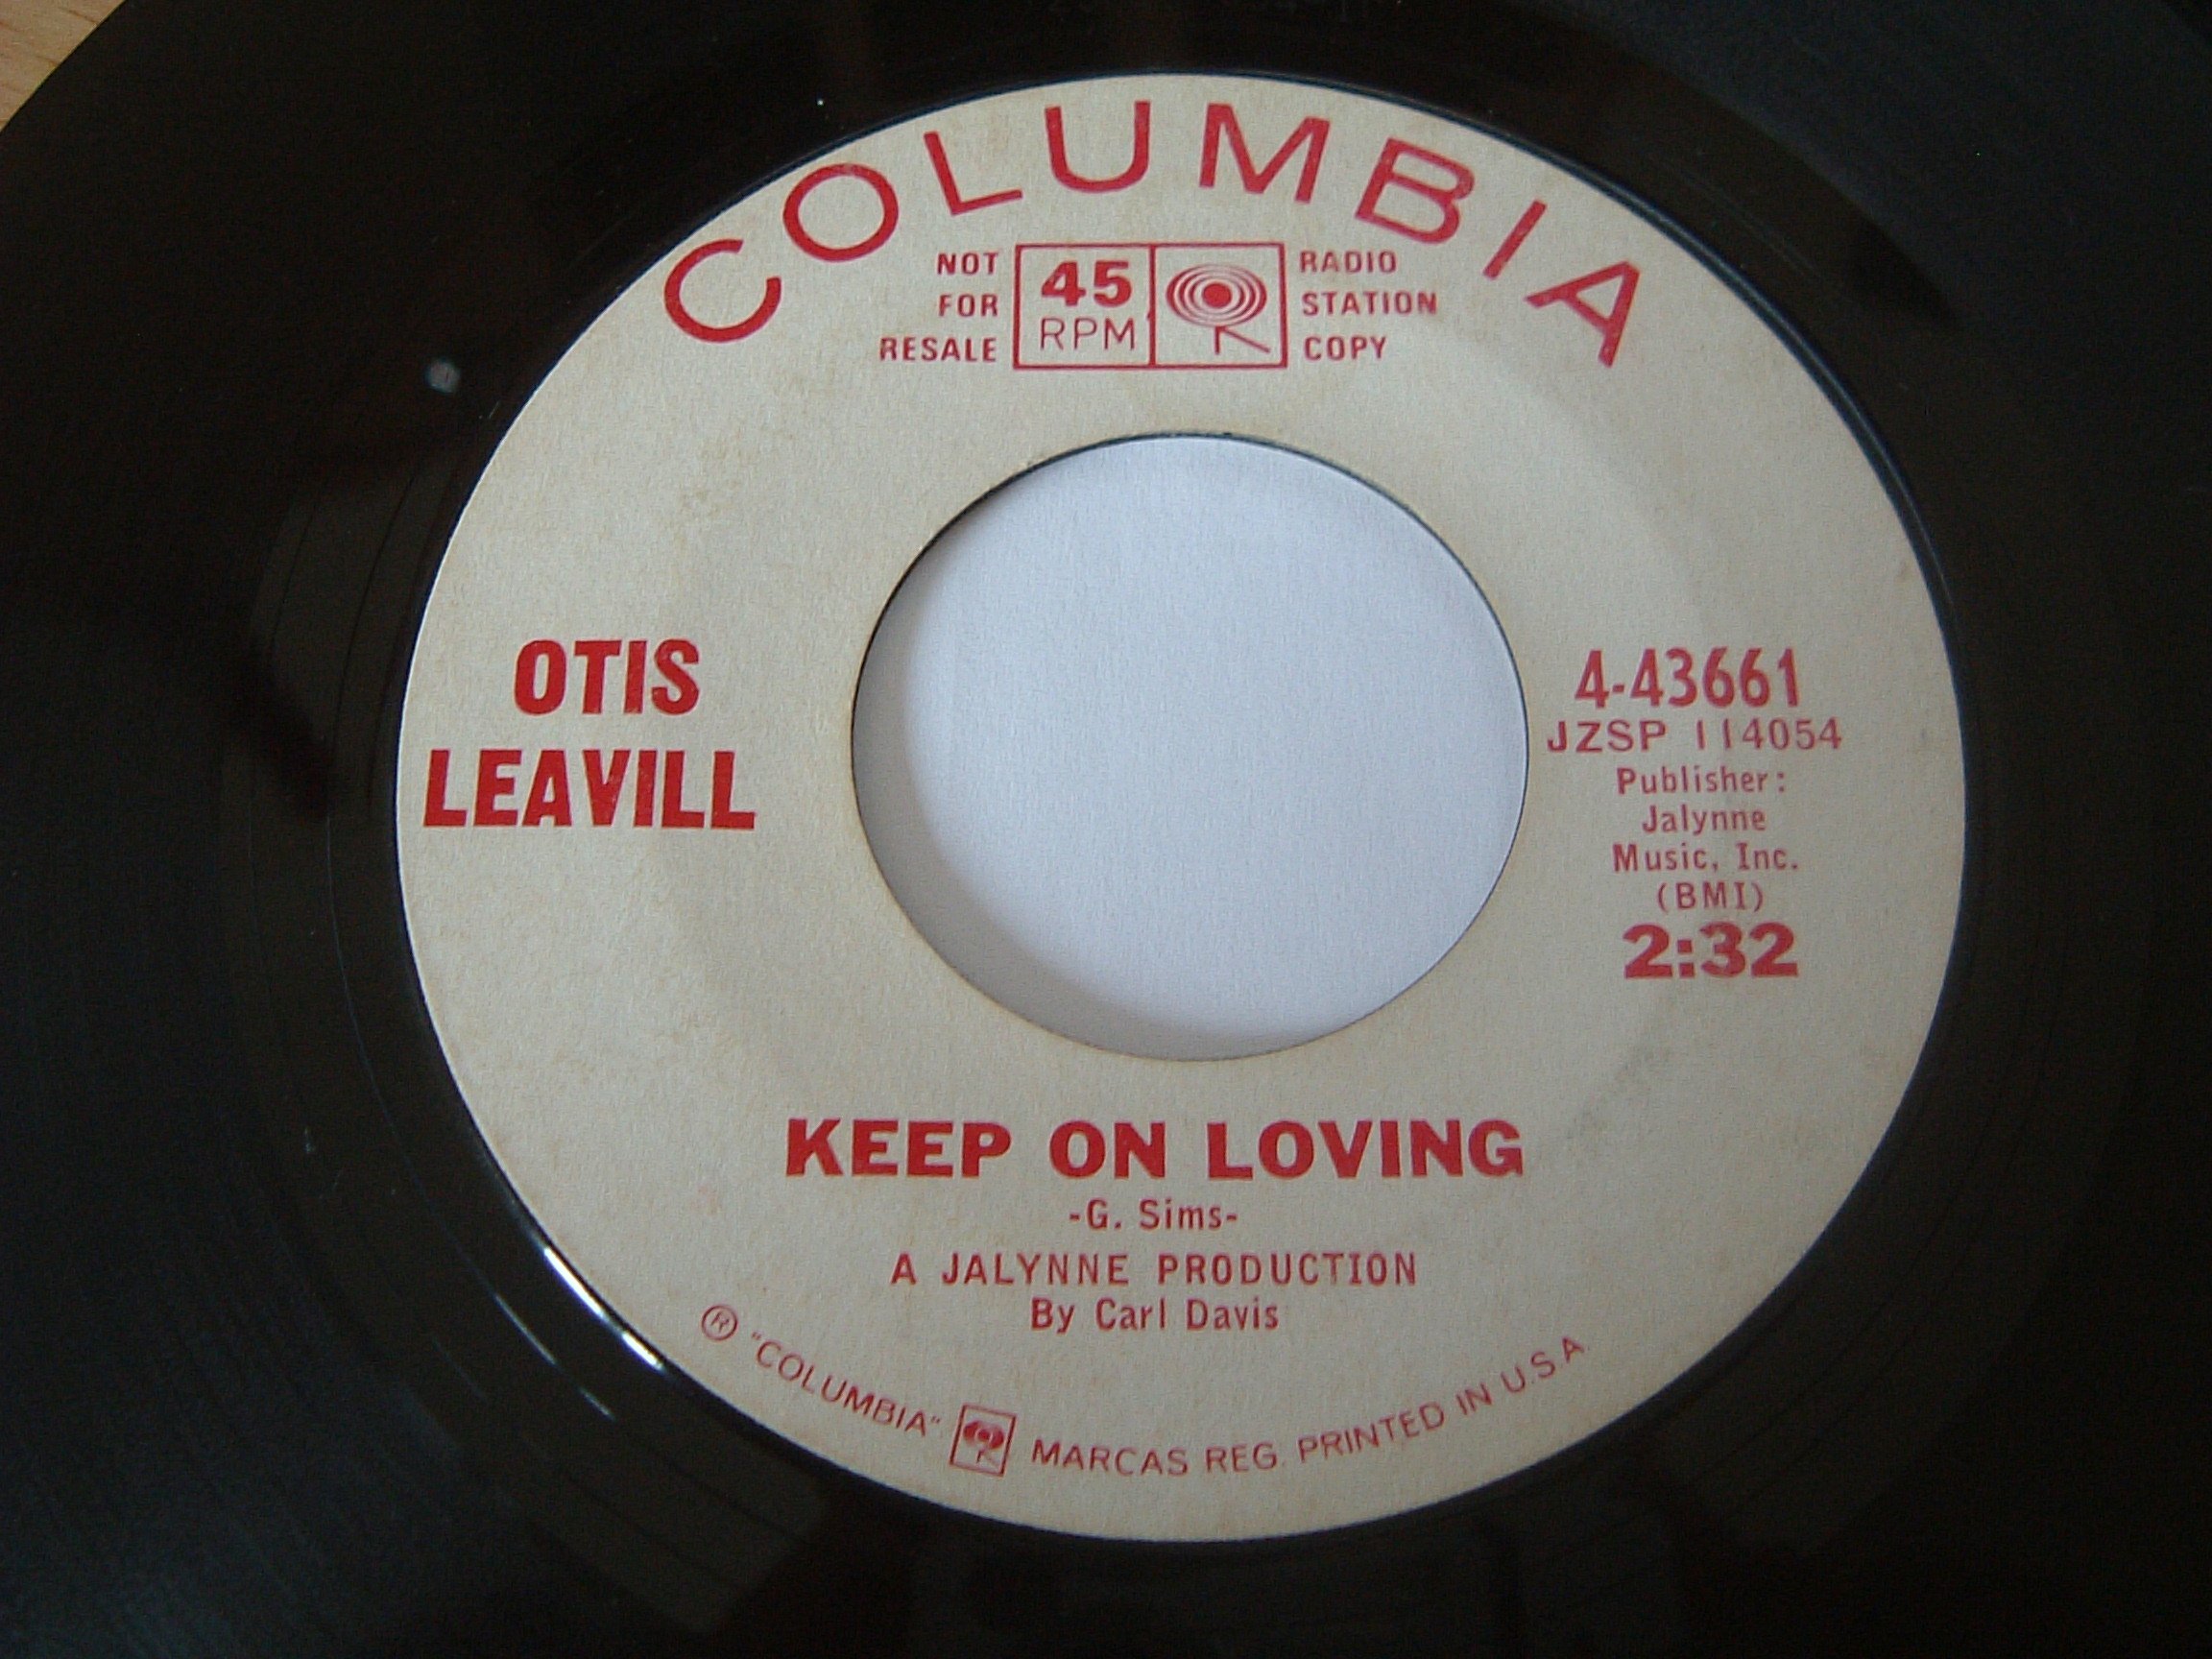 COLUMBIA
NOT
FOR
RESALE
45
RPM
RADIO
STATION
COPY
OTIS
LEAVILL
4-43661
JZSP 114054
Publisher:
Jalynne
Music, Inc.
(BMI)
2:32
KEEP ON LOVING
-G. Sims-
A JALYNNE PRODUCTION
By Carl Davis
® "COLUMBIA" MARCAS REG. PRINTED IN U.S.A.